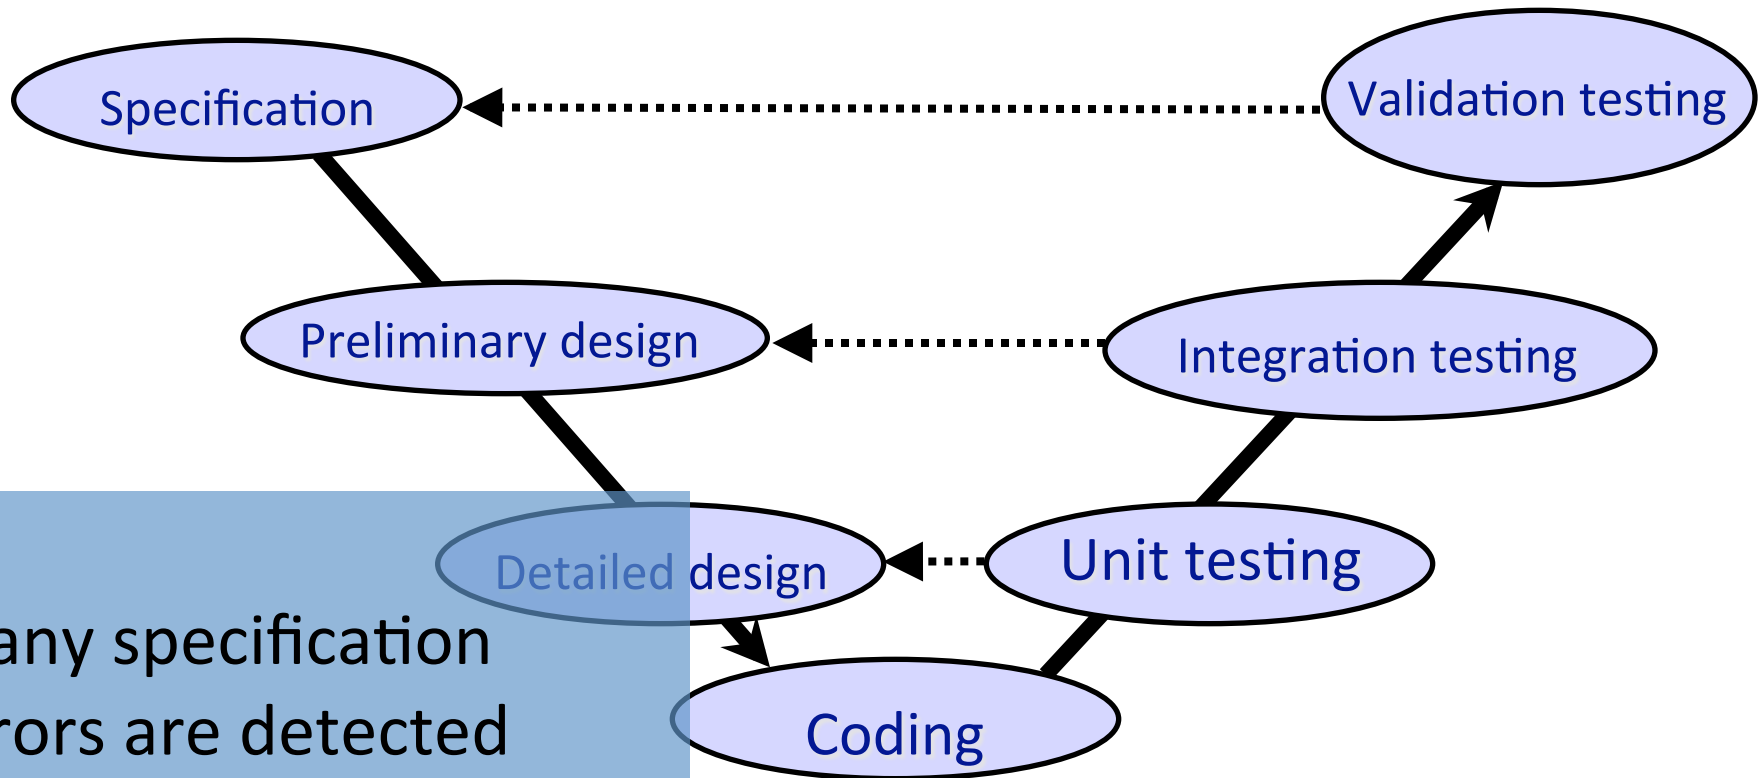 Specification
Validation testing
Preliminary design
Integration testing
Detailed design
Unit testing
any specification
rors are detected
Coding